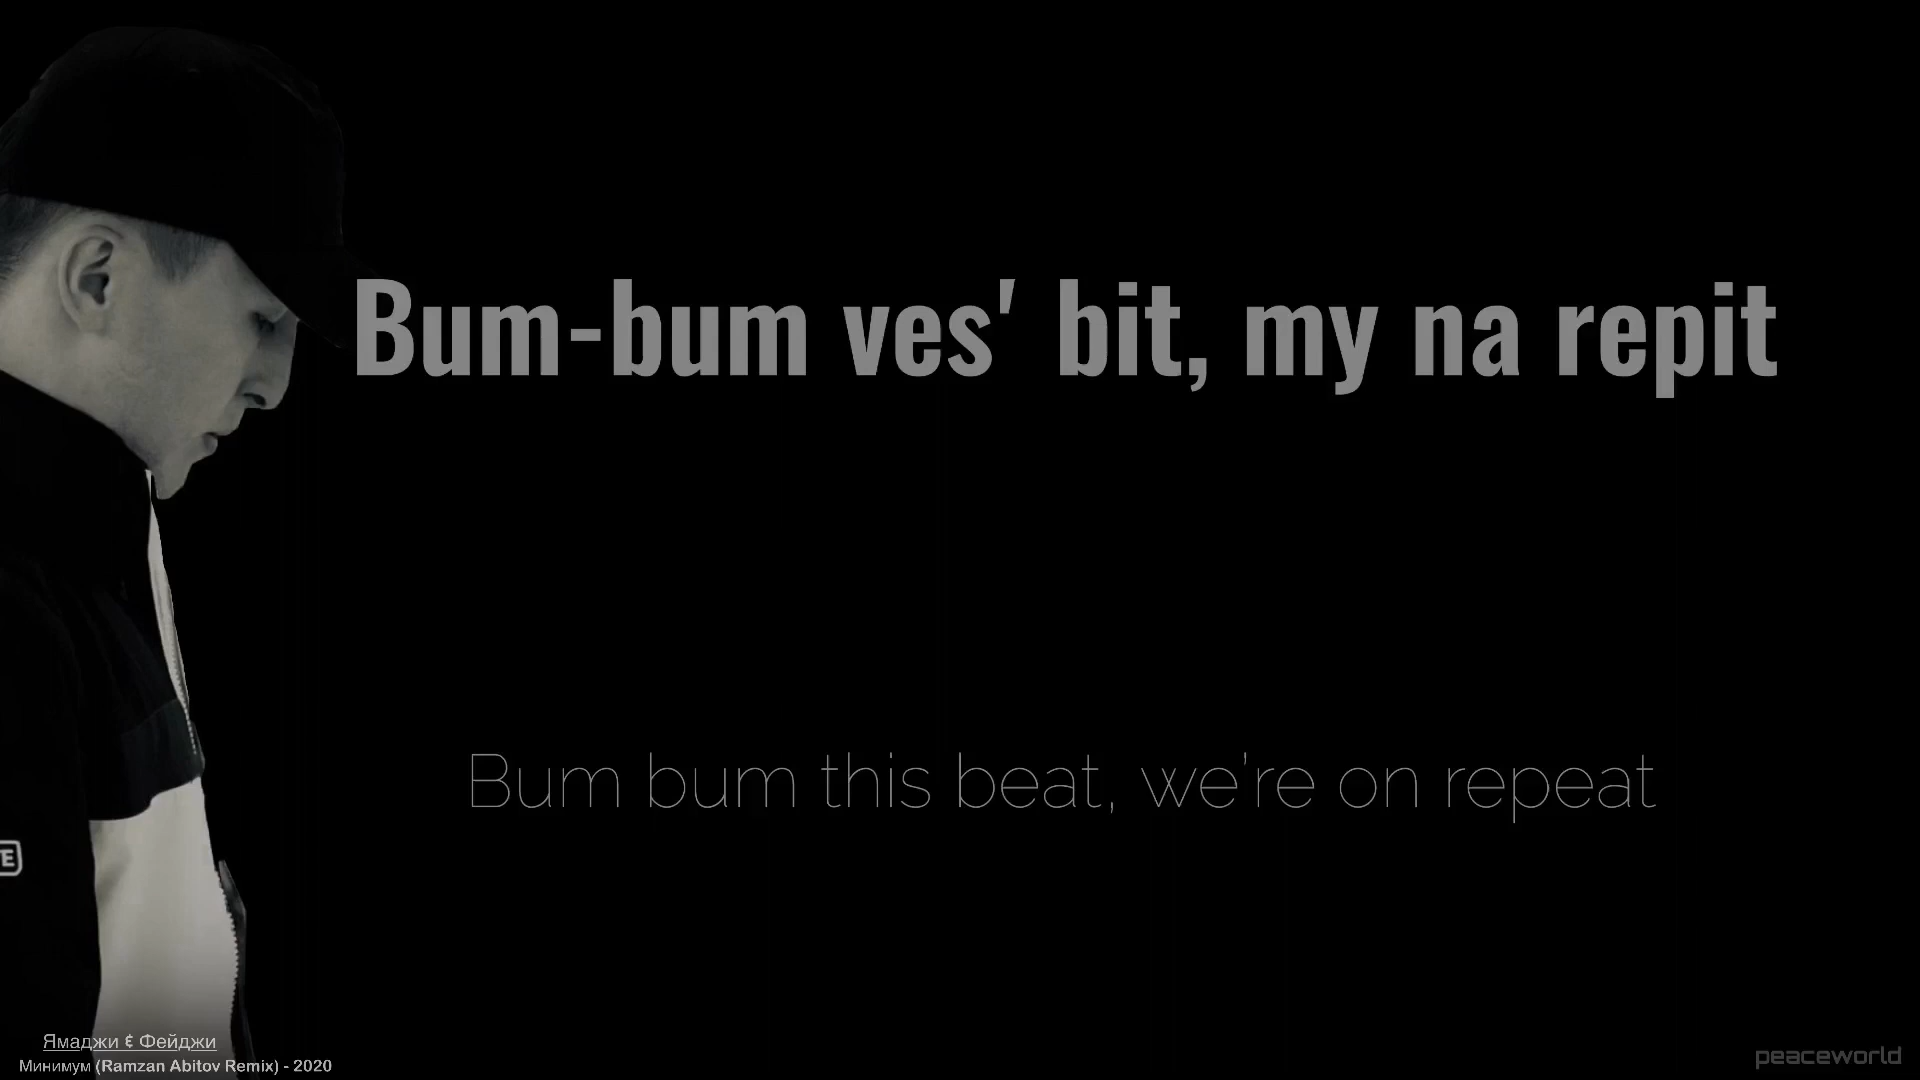 Bum-bum ves' bit, my na repit
Bum bum this beat, we're on repeat
E
Ямаджи & Фейджи
Минимум (Ramzan Abitov Remix) - 2020
peaceworld